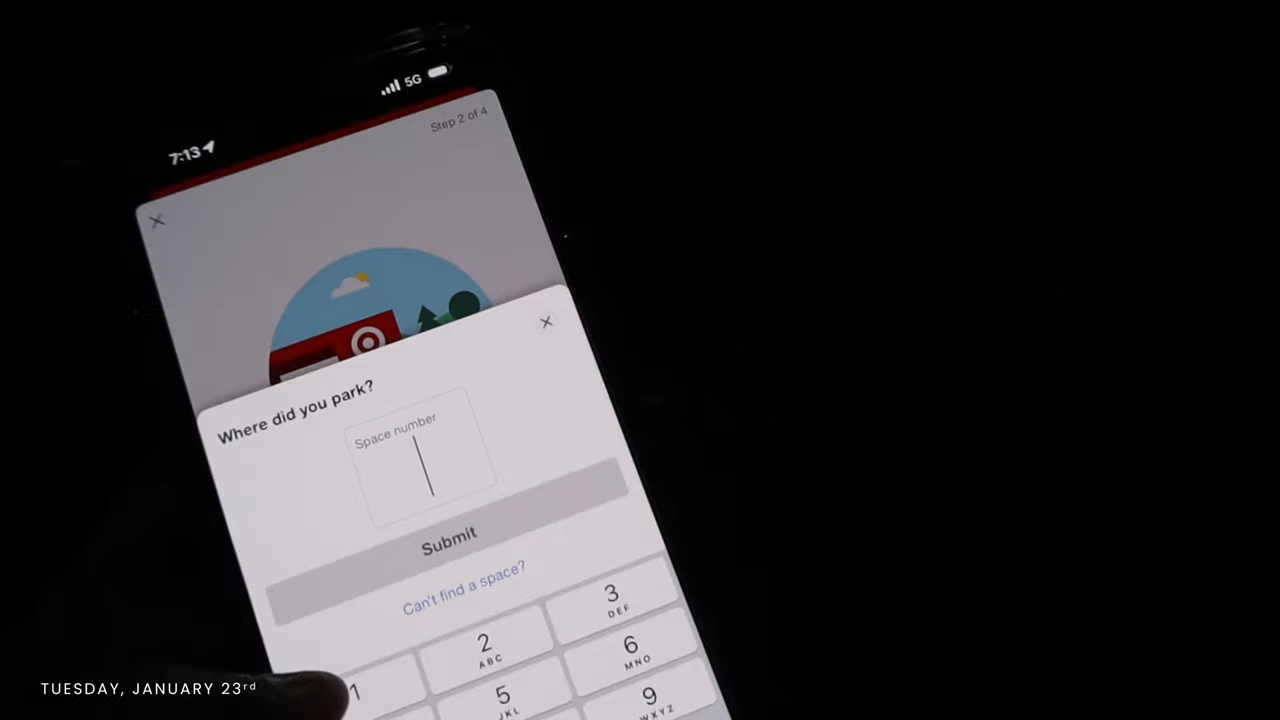 5G
7:13
Step 2 of 4
Where did you park?
Space number
Submit
Can't find a space?
1
2
ABC
3
DEF
5
JKL
6
MNO
9
WXYZ
TUESDAY, JANUARY 23rd